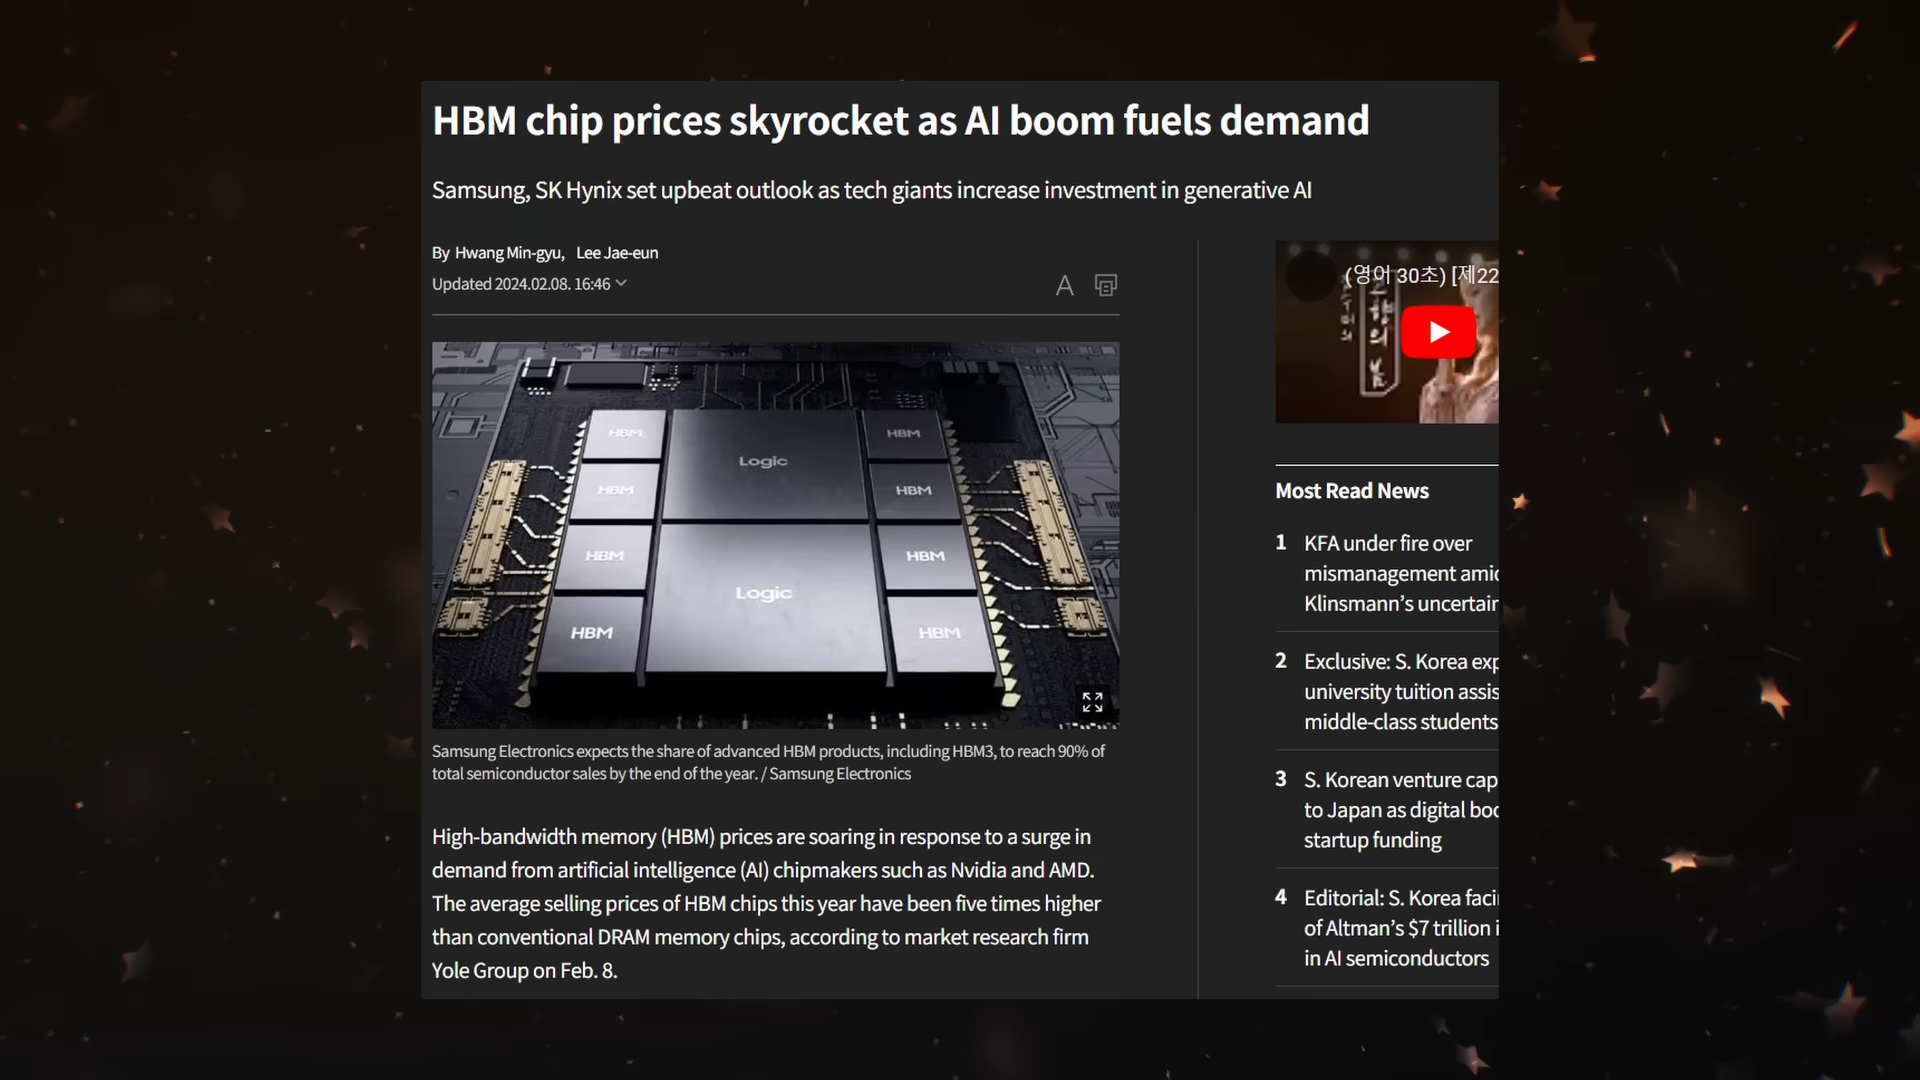 HBM chip prices skyrocket as AI boom fuels demand
Samsung, SK Hynix set upbeat outlook as tech giants increase investment in generative AI
By Hwang Min-gyu, Lee Jae-eun
Updated 2024.02.08. 16:46
A
HBM
Logic
HBM
HBM
HBM
HBM
HBM
Logic
HBM
HBM
Samsung Electronics expects the share of advanced HBM products, including HBM3, to reach 90% of
total semiconductor sales by the end of the year. / Samsung Electronics
High-bandwidth memory (HBM) prices are soaring in response to a surge in
demand from artificial intelligence (AI) chipmakers such as Nvidia and AMD.
The average selling prices of HBM chips this year have been five times higher
than conventional DRAM memory chips, according to market research firm
Yole Group on Feb. 8.
(영어 30초) [제22
Most Read News
1 KFA under fire over
mismanagement amic
Klinsmann’s uncertain
2 Exclusive: S. Korea exp
university tuition assis
middle-class students
3 S. Korean venture cap
to Japan as digital boo
startup funding
4 Editorial: S. Korea facin
of Altman’s $7 trillion i
in AI semiconductors